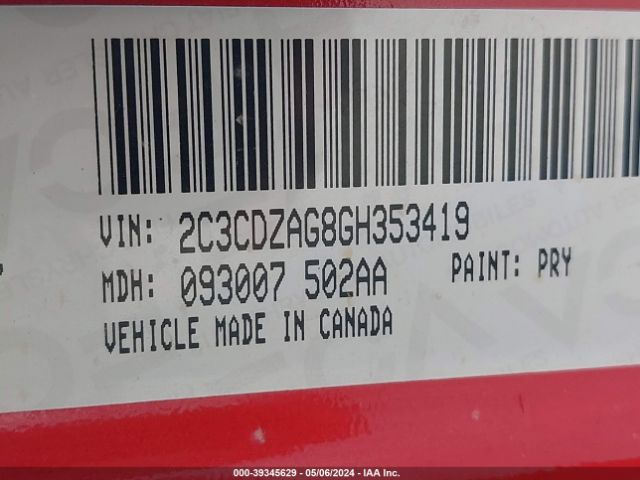 VIN: 2C3CDZAG8GH353419
MDH: 093007 502AA PAINT: PRY
VEHICLE MADE IN CANADA
000-39345629 - 05/06/2024 - IAA Inc.